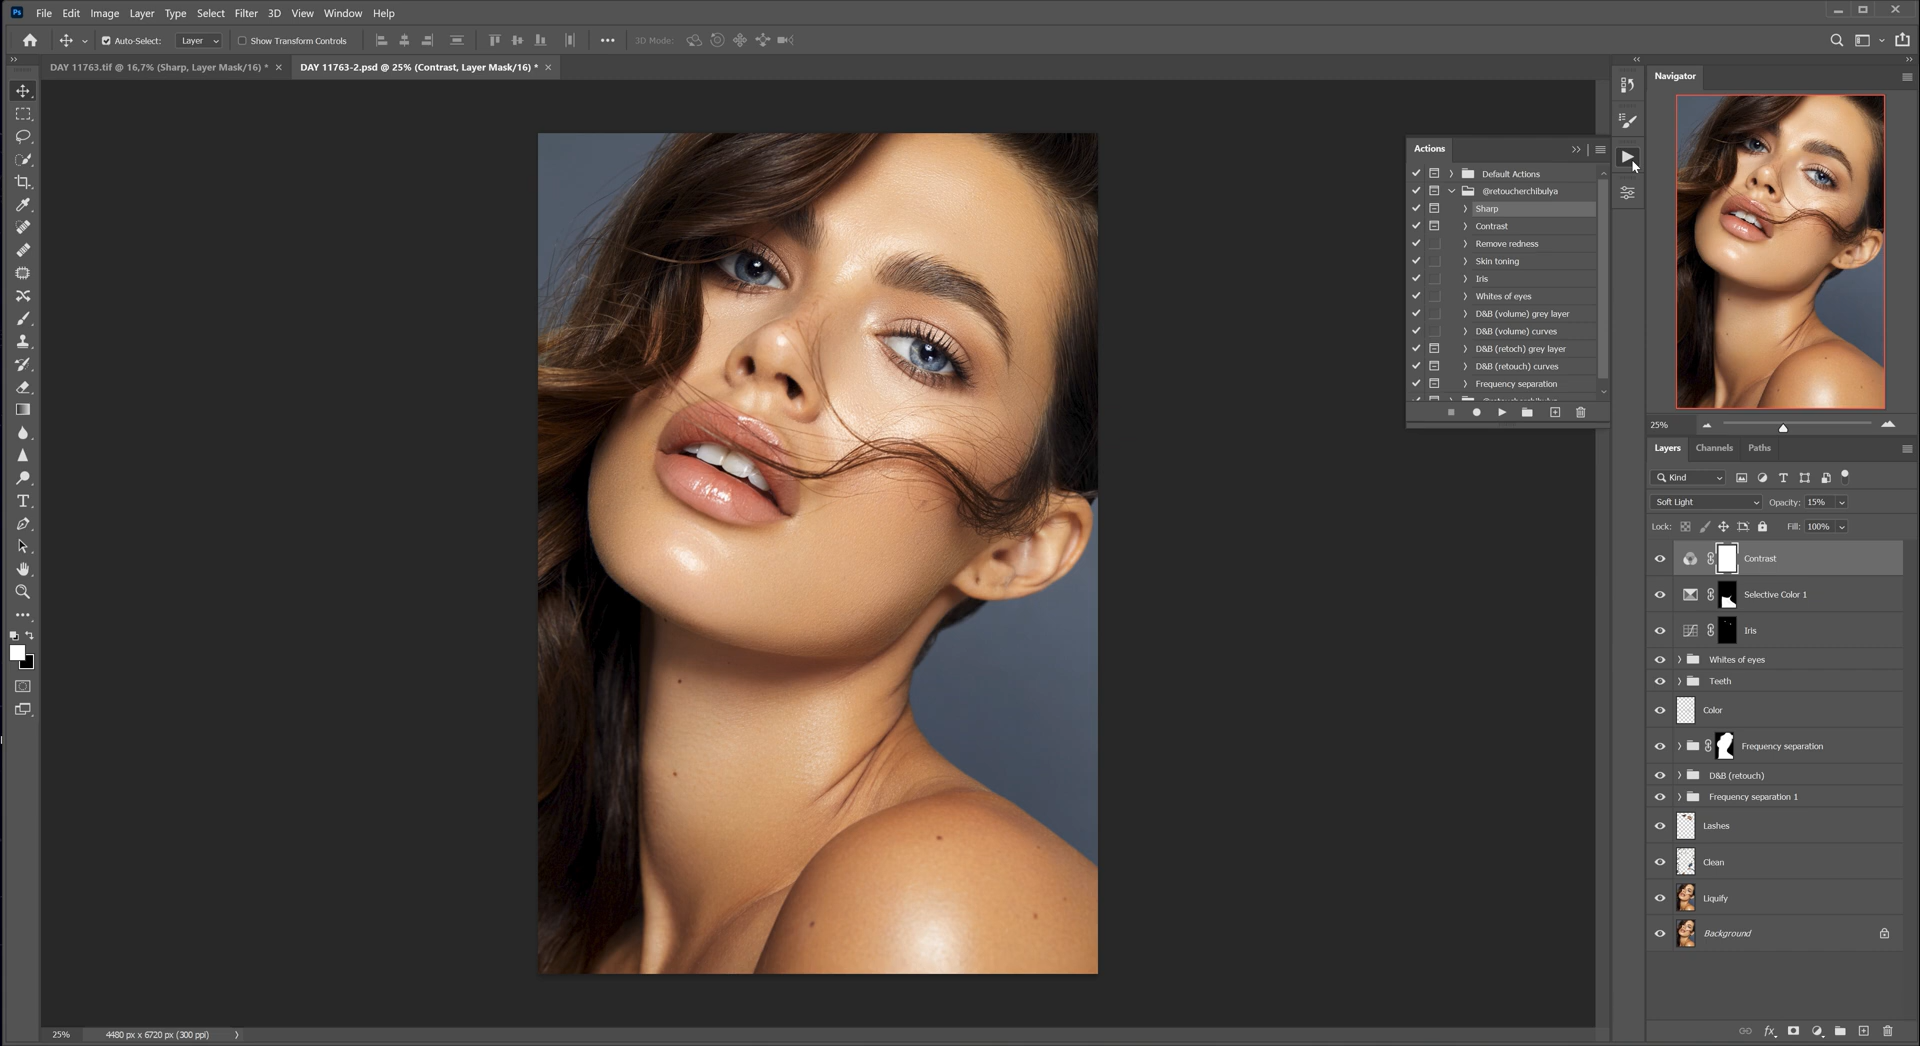 Ps File Edit Image Layer Type Select Filter 3D View Window Help
Auto-Select: Layer Show Transform Controls 3D Mode:
DAY 11763.tif @ 16,7% (Sharp, Layer Mask/16) * DAY 11763-2.psd @ 25% (Contrast, Layer Mask/16) *
Navigator
Actions
Default Actions
@retoucherchibulya
Sharp
Contrast
Remove redness
Skin toning
Iris
Whites of eyes
D&B (volume) grey layer
D&B (volume) curves
D&B (retoch) grey layer
D&B (retouch) curves
Frequency separation
25%
Layers Channels Paths
Kind
Soft Light Opacity: 15%
Lock: Fill: 100%
Contrast
Selective Color 1
Iris
Whites of eyes
Teeth
Color
Frequency separation
D&B (retouch)
Frequency separation 1
Lashes
Clean
Liquify
Background
fx
25% 4480 px x 6720 px (300 ppi)